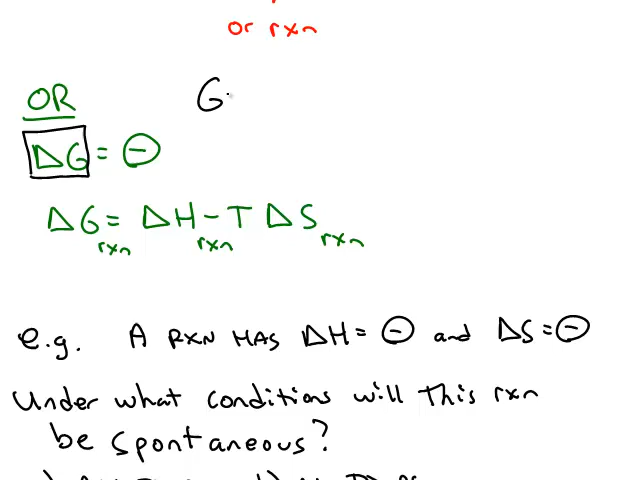 or rxn
OR
G
ΔG = ⊖
ΔG rxn = ΔH rxn - T ΔS rxn
e.g. A RXN HAS ΔH = ⊖ and ΔS = ⊖
Under what conditions will this rxn
be spontaneous?